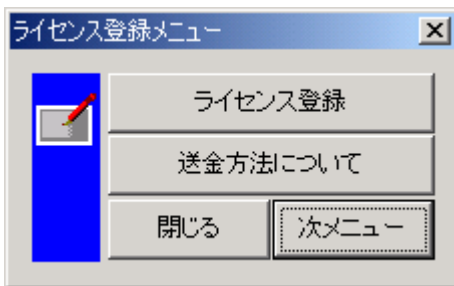 ライセンス登録メニュー
ライセンス登録
送金方法について
閉じる
次メニュー